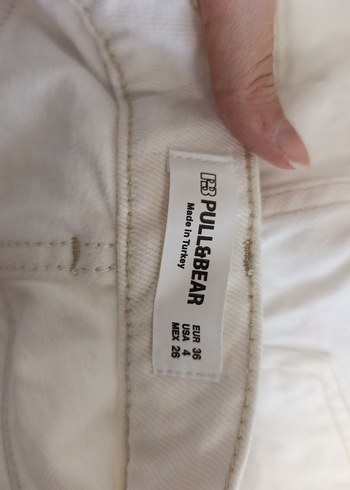 PULL&BEAR
Made In Turkey
EUR 36
USA 4
MEX 26